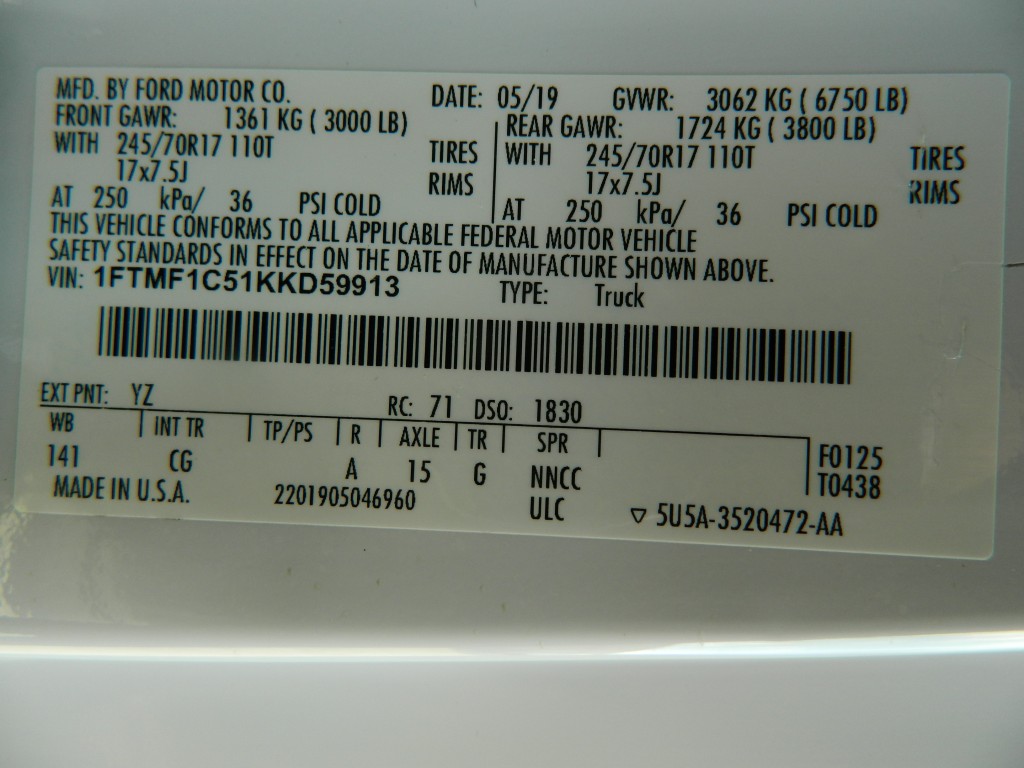 MFD. BY FORD MOTOR CO. DATE: 05/19 GVWR: 3062 KG ( 6750 LB)
FRONT GAWR: 1361 KG ( 3000 LB) REAR GAWR: 1724 KG ( 3800 LB)
WITH 245/70R17 110T TIRES WITH 245/70R17 110T TIRES
17x7.5J RIMS 17x7.5J RIMS
AT 250 kPa/ 36 PSI COLD AT 250 kPa/ 36 PSI COLD
THIS VEHICLE CONFORMS TO ALL APPLICABLE FEDERAL MOTOR VEHICLE
SAFETY STANDARDS IN EFFECT ON THE DATE OF MANUFACTURE SHOWN ABOVE.
VIN: 1FTMF1C51KKD59913 TYPE: Truck
EXT PNT: YZ RC: 71 DSO: 1830
WB INT TR TP/PS R AXLE TR SPR F0125
141 CG A 15 G NNCC T0438
MADE IN U.S.A. 2201905046960 ULC ▽ 5U5A-3520472-AA